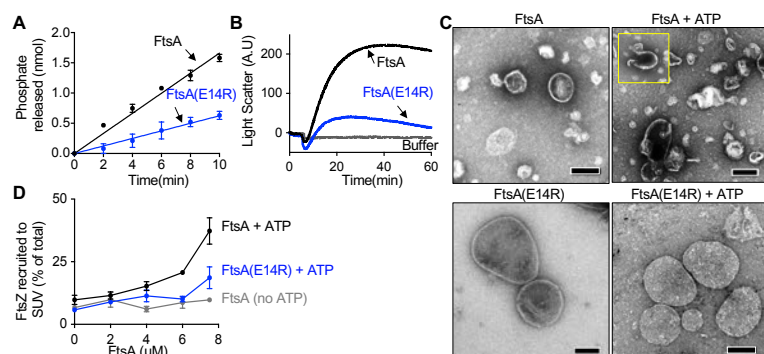 A
Phosphate
released (nmol)
2.0
1.5
1.0
0.5
0.0
FtsA
FtsA(E14R)
0 2 4 6 8 10
Time(min)
B
Light Scatter (A.U)
200
100
0
FtsA
FtsA(E14R)
Buffer
0 20 40 60
Time(min)
C
FtsA
FtsA + ATP
FtsA(E14R)
FtsA(E14R) + ATP
D
FtsZ recruited to
SUV (% of total)
50
25
0
FtsA + ATP
FtsA(E14R) + ATP
FtsA (no ATP)
0 2 4 6 8
FtsA (uM)